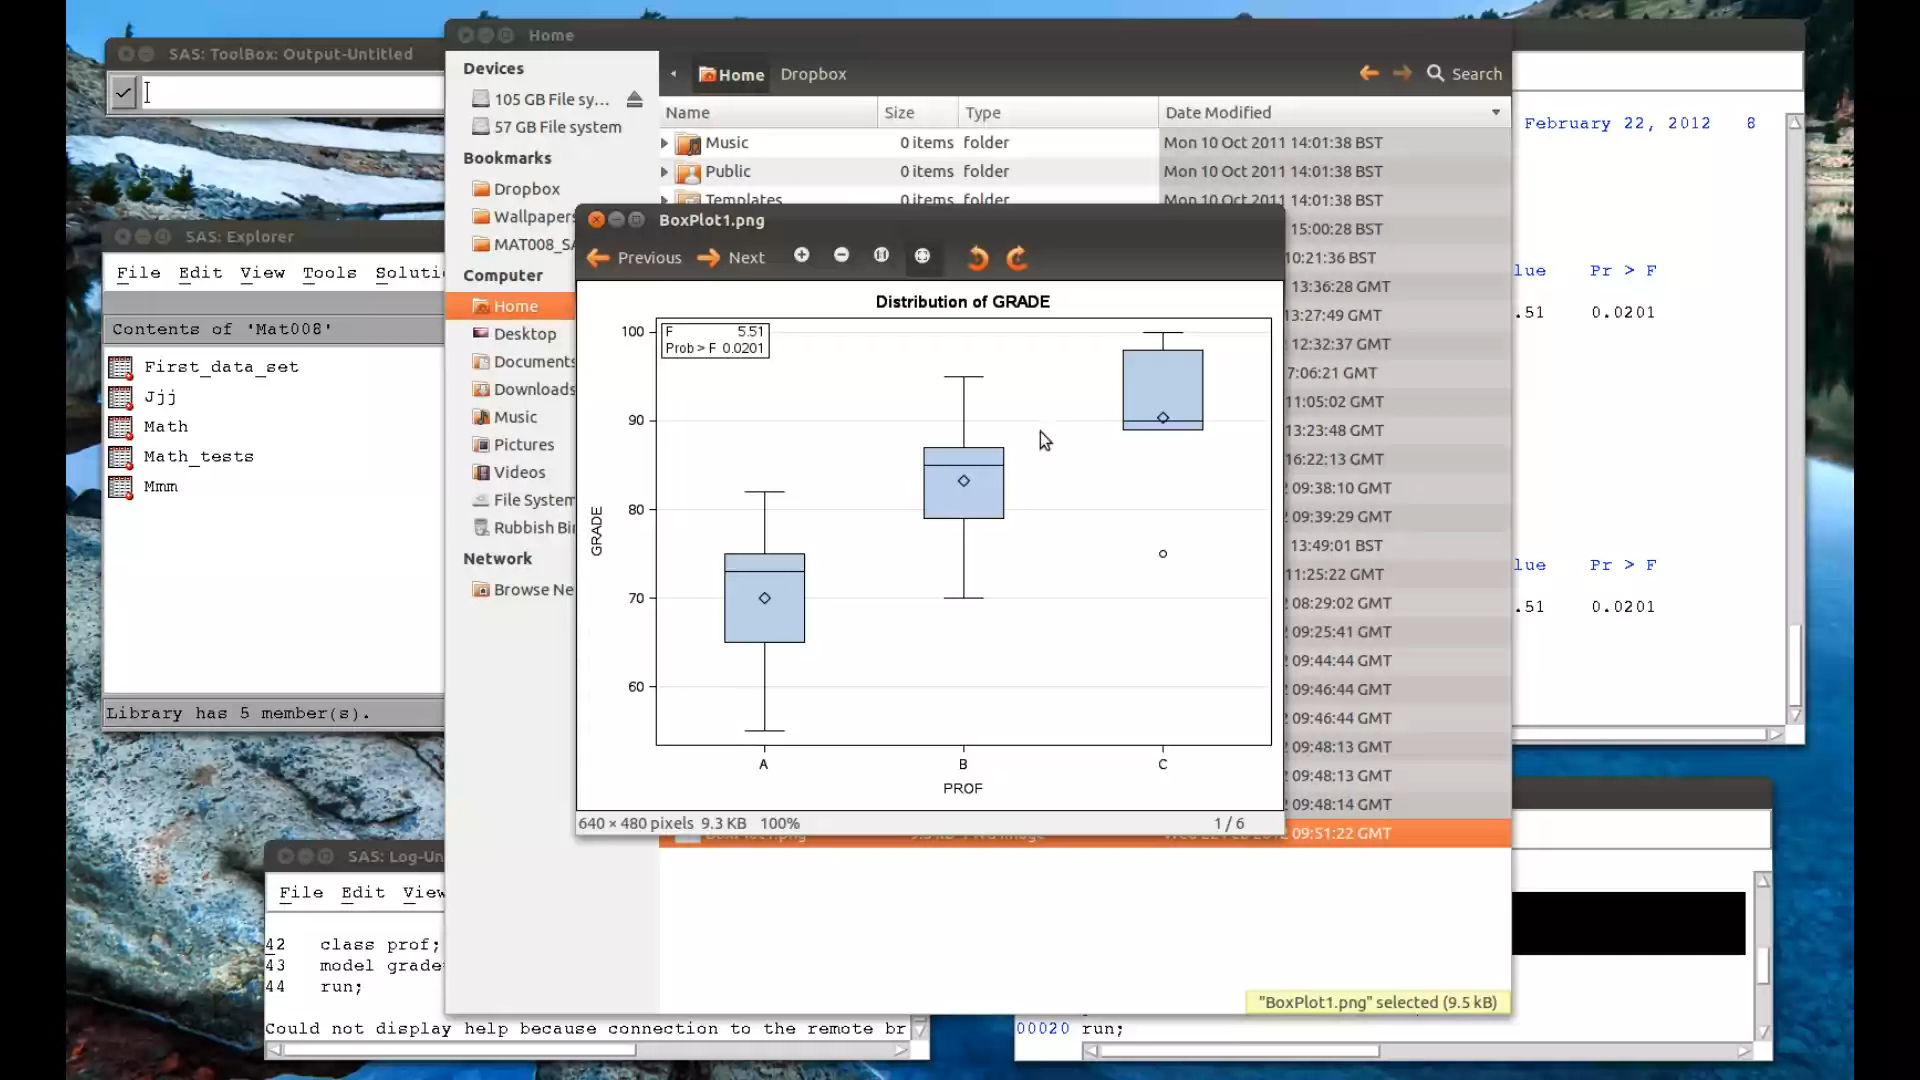 SAS: ToolBox: Output-Untitled
SAS: Explorer
File Edit View Tools
Contents of 'Mat008'
First_data_set
Jjj
Math
Math_tests
Mmm
Library has 5 member(s).
SAS: Log-Un
File Edit View
42 class prof;
43 model grade
44 run;
Could not display help because connection to the remote br
Home
Devices
105 GB File sy...
57 GB File system
Bookmarks
Dropbox
Wallpapers
MAT008_SA
Computer
Home
Desktop
Documents
Downloads
Music
Pictures
Videos
File System
Rubbish Bi
Network
Browse Ne
Home Dropbox Search
Name Size Type Date Modified
Music 0 items folder Mon 10 Oct 2011 14:01:38 BST
Public 0 items folder Mon 10 Oct 2011 14:01:38 BST
Templates 0 items folder Mon 10 Oct 2011 14:01:38 BST
15:00:28 BST
10:21:36 BST
13:36:28 GMT
13:27:49 GMT
12:32:37 GMT
7:06:21 GMT
11:05:02 GMT
13:23:48 GMT
16:22:13 GMT
09:38:10 GMT
09:39:29 GMT
13:49:01 BST
11:25:22 GMT
08:29:02 GMT
09:25:41 GMT
09:44:44 GMT
09:46:44 GMT
09:46:44 GMT
09:48:13 GMT
09:48:13 GMT
09:48:14 GMT
09:51:22 GMT
BoxPlot1.png
Previous Next
Distribution of GRADE
F 5.51
Prob > F 0.0201
GRADE
100
90
80
70
60
A B C
PROF
640 × 480 pixels 9.3 KB 100% 1 / 6
"BoxPlot1.png" selected (9.5 kB)
February 22, 2012 8
lue Pr > F
.51 0.0201
lue Pr > F
.51 0.0201
00020 run;